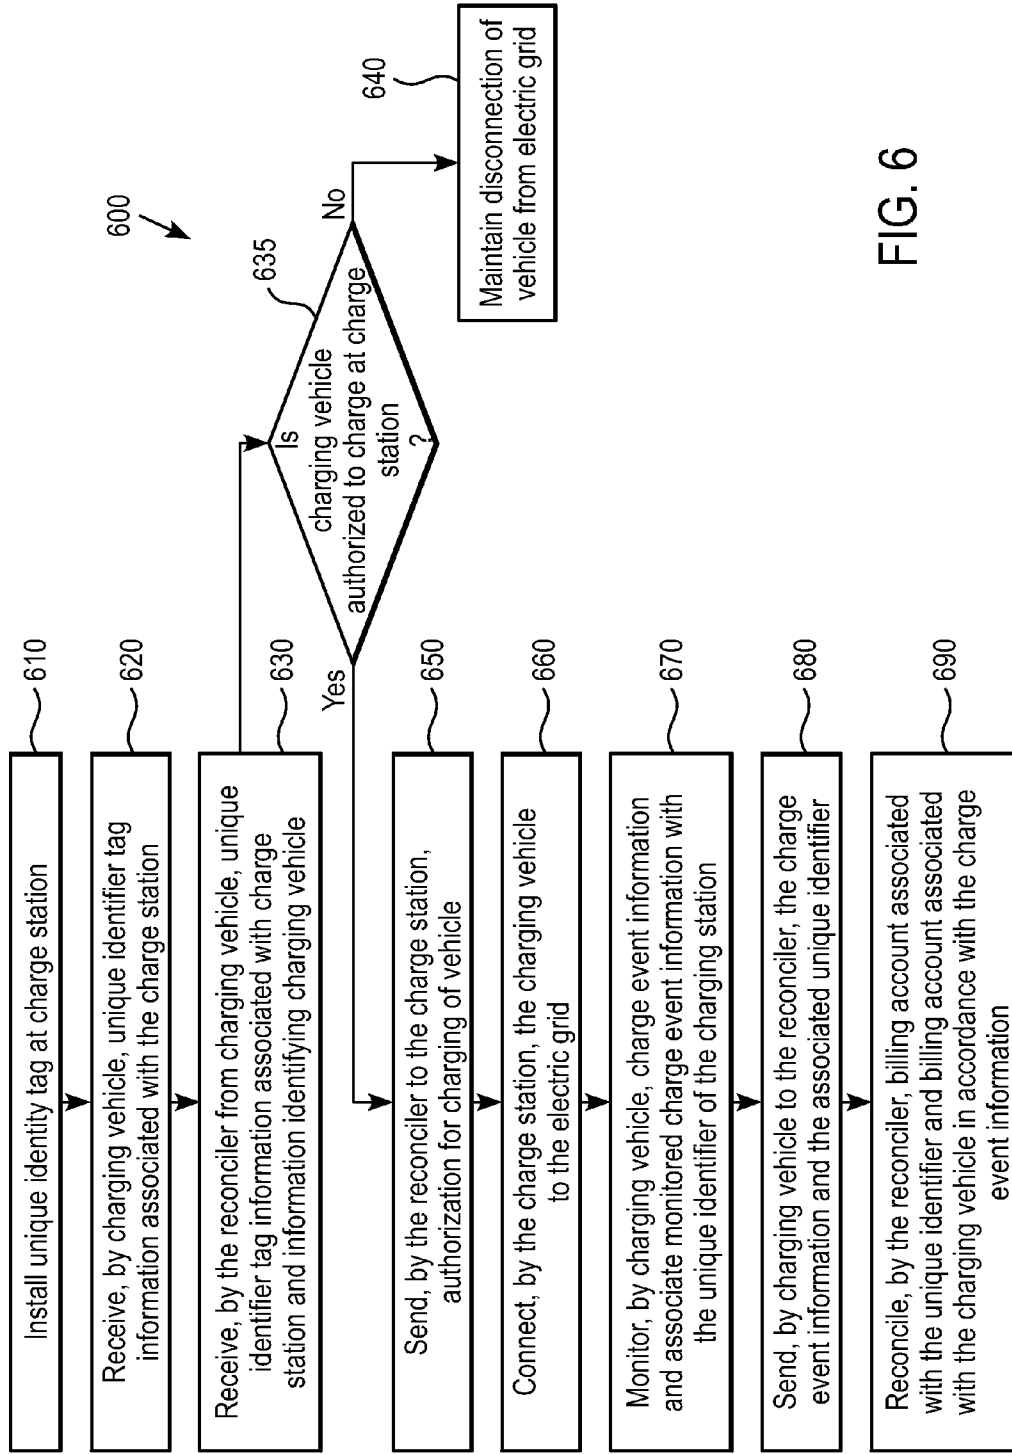 600
Install unique identity tag at charge station
610
Receive, by charging vehicle, unique identifier tag
information associated with the charge station
620
Receive, by the reconciler from charging vehicle, unique
identifier tag information associated with charge
station and information identifying charging vehicle
630
Is
charging vehicle
authorized to charge at charge
station
?
635
No
Maintain disconnection of
vehicle from electric grid
640
Yes
Send, by the reconciler to the charge station,
authorization for charging of vehicle
650
Connect, by the charge station, the charging vehicle
to the electric grid
660
Monitor, by charging vehicle, charge event information
and associate monitored charge event information with
the unique identifier of the charging station
670
Send, by charging vehicle to the reconciler, the charge
event information and the associated unique identifier
680
Reconcile, by the reconciler, billing account associated
with the unique identifier and billing account associated
with the charging vehicle in accordance with the charge
event information
690
FIG. 6